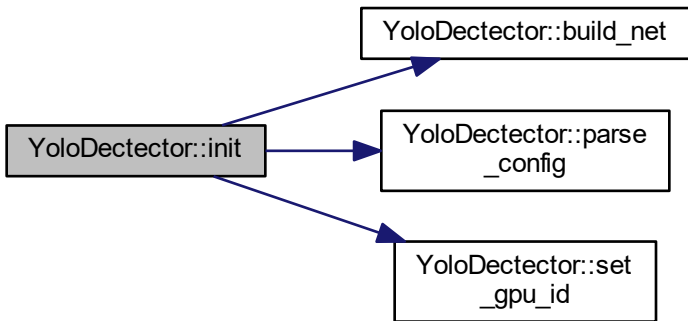 YoloDectector::build_net
YoloDectector::init
YoloDectector::parse
_config
YoloDectector::set
_gpu_id